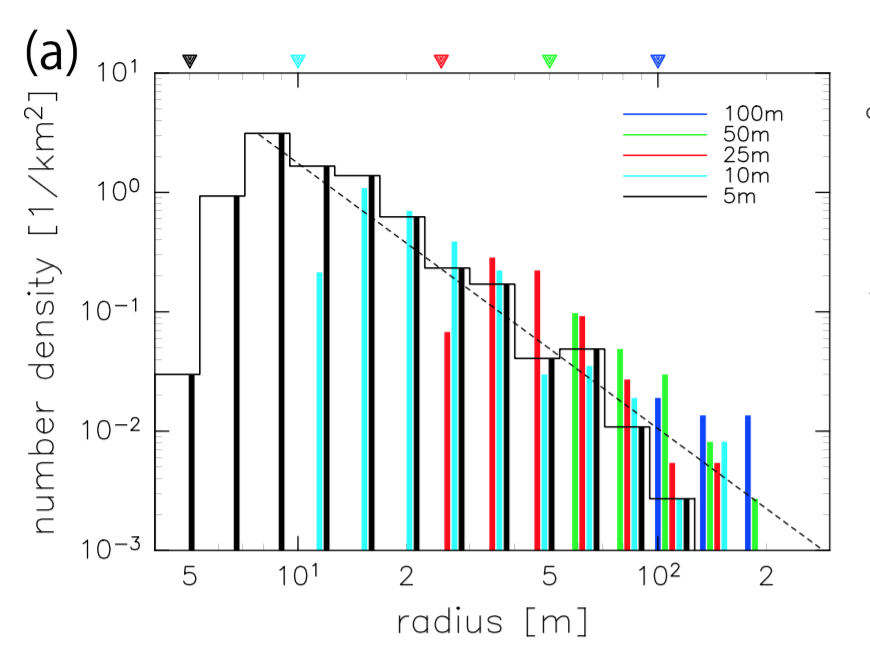 (a)
10¹
10⁰
10⁻¹
10⁻²
10⁻³
number density [1/km²]
100m
50m
25m
10m
5m
5 10¹ 2 5 10² 2
radius [m]